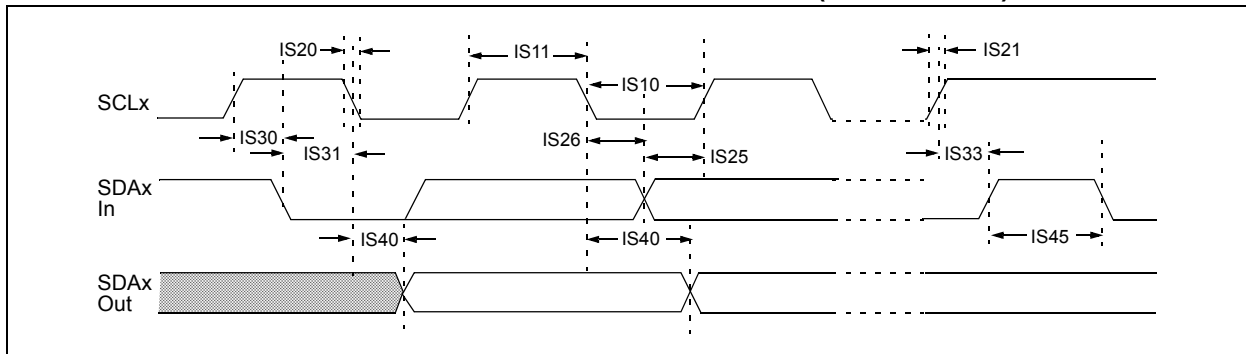 IS20
IS11
IS21
IS10
SCLx
IS30
IS26
IS31
IS25
IS33
SDAx
In
IS40
IS40
IS45
SDAx
Out